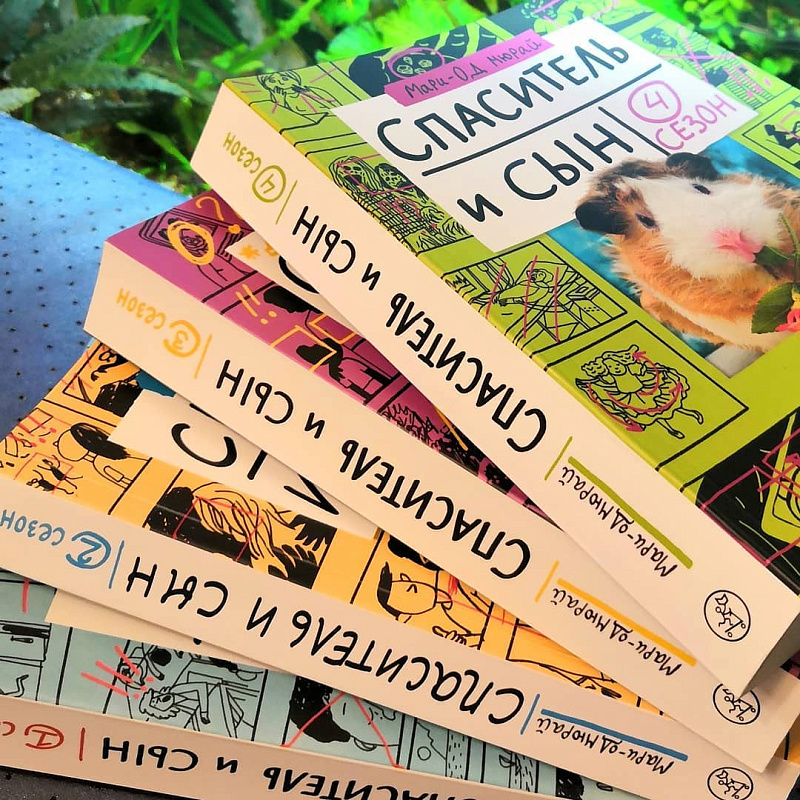 Мари-Од Мюрай
Спаситель
и сын
4
сезон
4 сезон | Спаситель и сын | Мари-Од Мюрай
3 сезон | Спаситель и сын | Мари-Од Мюрай
2 сезон | Спаситель и сын | Мари-Од Мюрай
1 с
Спаситель и сын